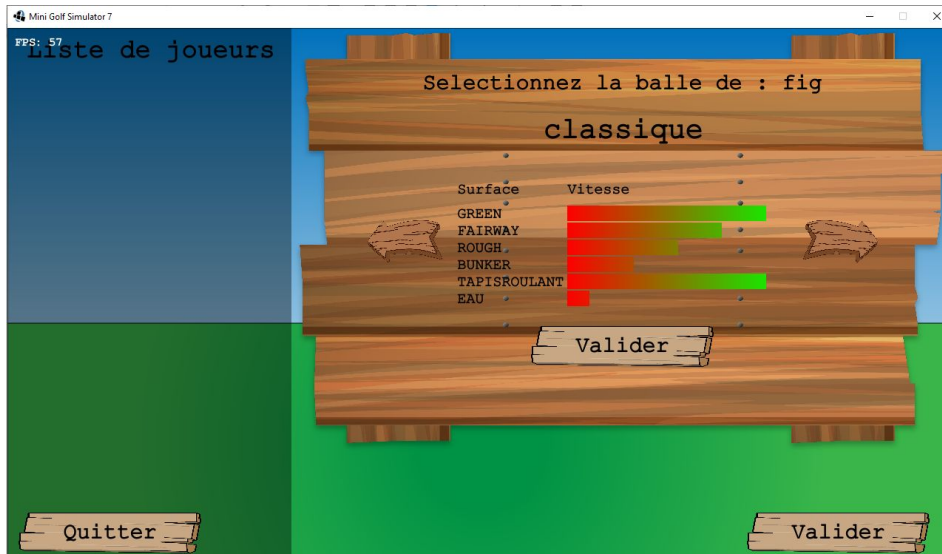 Mini Golf Simulator 7
FPS: 57
Liste de joueurs
Selectionnez la balle de : fig
classique
Surface Vitesse
GREEN
FAIRWAY
ROUGH
BUNKER
TAPISROULANT
EAU
Valider
Quitter
Valider